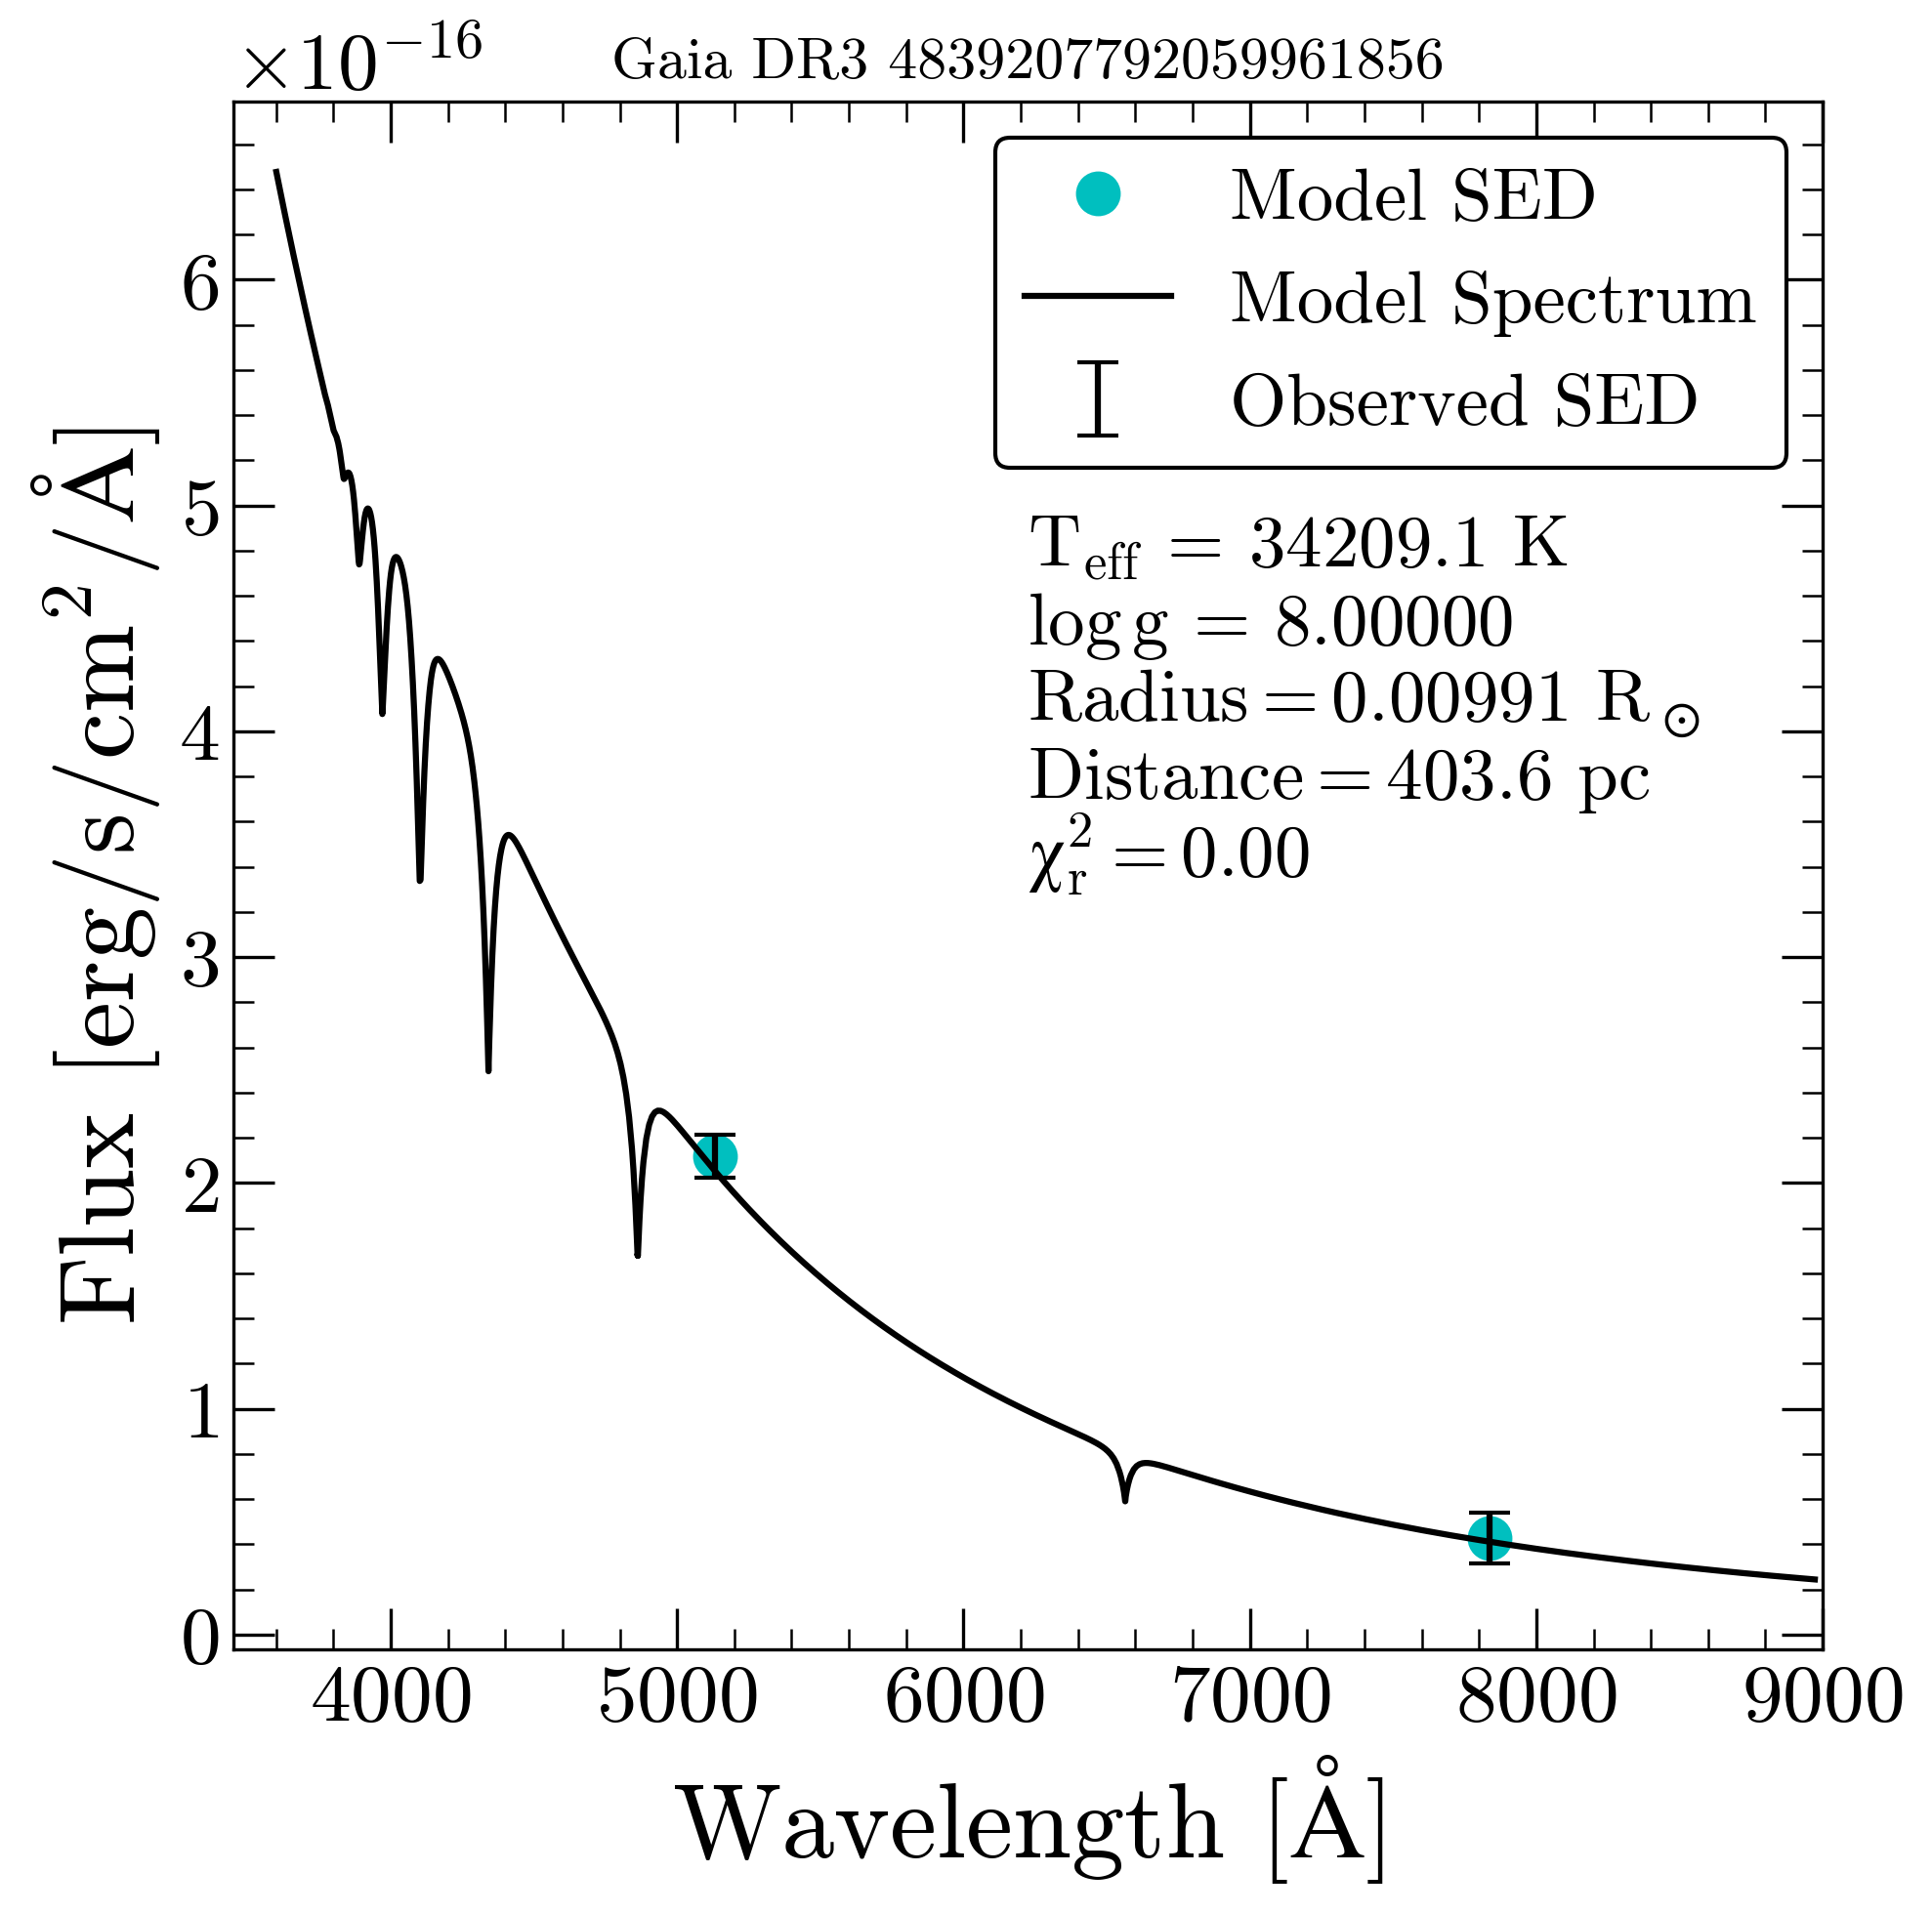 ×10⁻¹⁶
Gaia DR3 4839207792059961856
Model SED
Model Spectrum
Observed SED
T_eff = 34209.1 K
log g = 8.00000
Radius = 0.00991 R_⊙
Distance = 403.6 pc
χ²_r = 0.00
Flux [erg/s/cm²/Å]
6
5
4
3
2
1
0
4000 5000 6000 7000 8000 9000
Wavelength [Å]